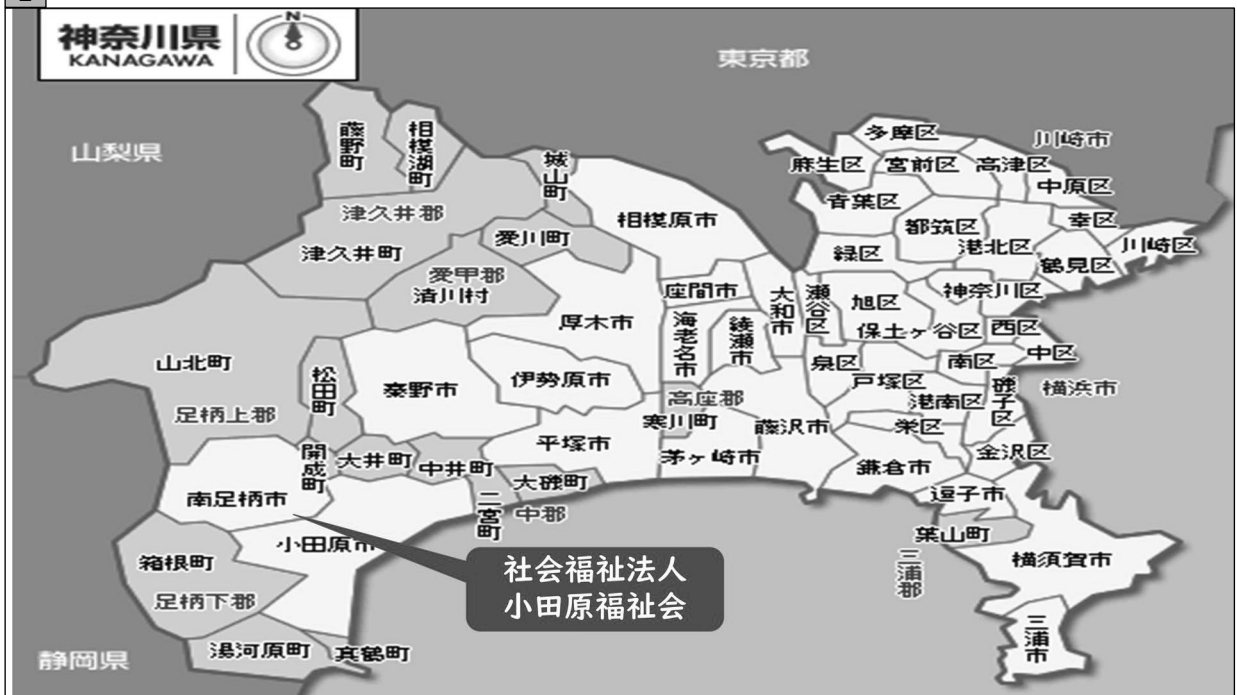 神奈川県
KANAGAWA
N
東京都
山梨県
静岡県
藤野町
相模湖町
城山町
津久井郡
津久井町
愛川町
愛甲郡
清川村
相模原市
多摩区
川崎市
麻生区
宮前区
高津区
中原区
青葉区
都筑区
幸区
港北区
川崎区
緑区
鶴見区
座間市
大和市
瀬谷区
旭区
神奈川区
厚木市
海老名市
綾瀬市
保土ヶ谷区
西区
中区
山北町
松田町
秦野市
伊勢原市
泉区
戸塚区
南区
磯子区
横浜市
高座郡
港南区
足柄上郡
寒川町
藤沢市
栄区
開成町
大井町
中井町
平塚市
茅ヶ崎市
鎌倉市
金沢区
南足柄市
二宮町
大磯町
中郡
逗子市
葉山町
小田原市
箱根町
三浦郡
横須賀市
足柄下郡
社会福祉法人
小田原福祉会
湯河原町
真鶴町
三浦市